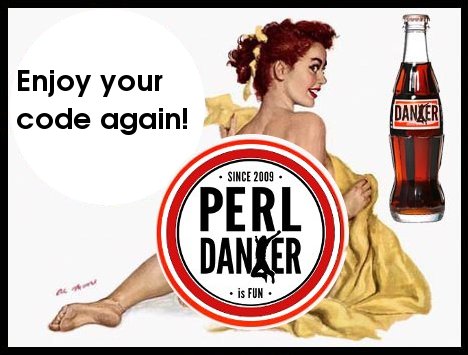 Enjoy your
code again!
DANCER
• SINCE 2009 •
PERL
DANCER
• is FUN •